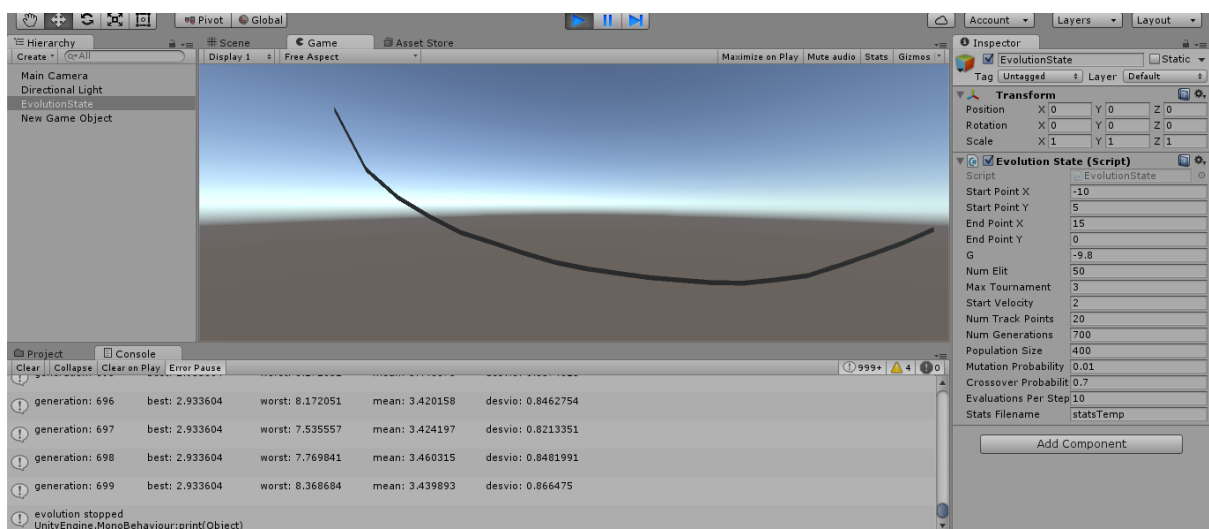 Pivot Global Account Layers Layout
Hierarchy # Scene Game Asset Store Inspector
Create All Display 1 Free Aspect Maximize on Play Mute audio Stats Gizmos EvolutionState Static
Main Camera
Directional Light
EvolutionState
New Game Object
Tag Untagged Layer Default
Transform
Position X 0 Y 0 Z 0
Rotation X 0 Y 0 Z 0
Scale X 1 Y 1 Z 1
Evolution State (Script)
Script EvolutionState
Start Point X -10
Start Point Y 5
End Point X 15
End Point Y 0
G -9.8
Num Elit 50
Max Tournament 3
Start Velocity 2
Num Track Points 20
Num Generations 700
Population Size 400
Mutation Probability 0.01
Crossover Probabilit 0.7
Evaluations Per Step 10
Stats Filename statsTemp
Add Component
Project Console
Clear Collapse Clear on Play Error Pause 999+ 4 0
generation: 696 best: 2.933604 worst: 8.172051 mean: 3.420158 desvio: 0.8462754
generation: 697 best: 2.933604 worst: 7.535557 mean: 3.424197 desvio: 0.8213351
generation: 698 best: 2.933604 worst: 7.769841 mean: 3.460315 desvio: 0.8481991
generation: 699 best: 2.933604 worst: 8.368684 mean: 3.439893 desvio: 0.866475
evolution stopped
UnityEngine.MonoBehaviour:print(Object)